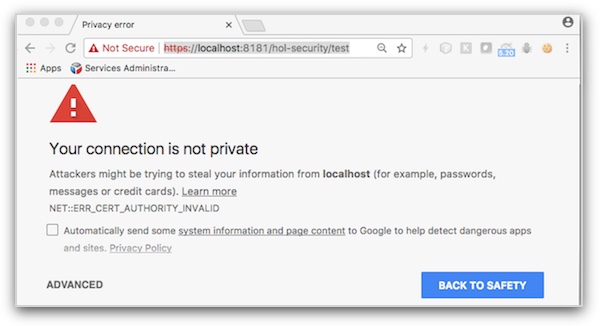 Privacy error
Not Secure https://localhost:8181/hol-security/test
5.20
Apps Services Administra...
Your connection is not private
Attackers might be trying to steal your information from localhost (for example, passwords,
messages or credit cards). Learn more
NET::ERR_CERT_AUTHORITY_INVALID
Automatically send some system information and page content to Google to help detect dangerous apps
and sites. Privacy Policy
ADVANCED BACK TO SAFETY